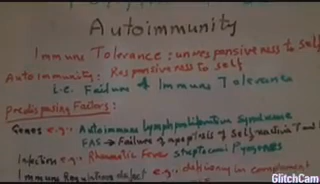 Autoimmunity
Immune Tolerance: unresponsiveness to self
Autoimmunity: Responsiveness to self
i.e. Failure of Immune Tolerance
Predisposing Factors:
Genes e.g.: Autoimmune Lymphoproliferative Syndrome
FAS → Failure of apoptosis of Self reactive T and
Infection e.g.: Rheumatic Fever streptococci Pyogenes
Immune Regulation defect e.g. deficiency in complement
GlitchCam